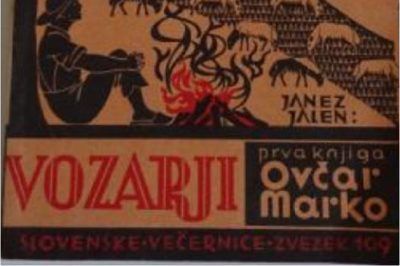 JANEZ
JALEN:
VOZARJI
prva knjiga
Ovčar
Marko
SLOVENSKE·VEČERNICE·ZVEZEK 109